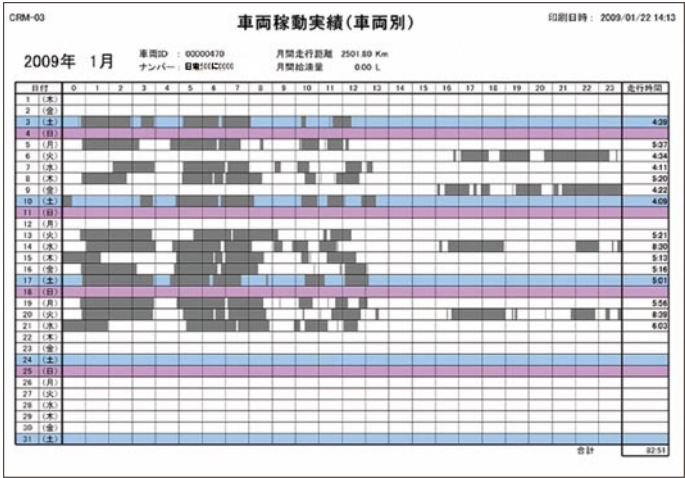 CRM-03
車両稼動実績(車両別)
印刷日時： 2009/01/22 14:13
2009年 1月
車両ID : 00000470
月間走行距離 2501.80 Km
ナンバー :
月間給油量 0.00 L
日付 0 1 2 3 4 5 6 7 8 9 10 11 12 13 14 15 16 17 18 19 20 21 22 23 走行時間
1 (木)
2 (金)
3 (土) 4:39
4 (日)
5 (月) 5:37
6 (火) 4:34
7 (水) 4:11
8 (木) 5:20
9 (金) 4:22
10 (土) 4:09
11 (日)
12 (月)
13 (火) 5:21
14 (水) 8:30
15 (木) 5:13
16 (金) 5:16
17 (土) 5:01
18 (日)
19 (月) 5:56
20 (火) 8:39
21 (水) 6:03
22 (木)
23 (金)
24 (土)
25 (日)
26 (月)
27 (火)
28 (水)
29 (木)
30 (金)
31 (土)
合計 82:51